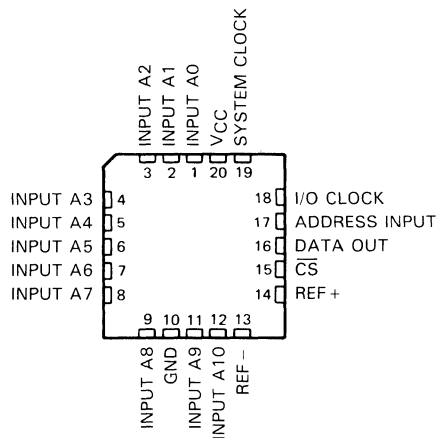 INPUT A2
INPUT A1
INPUT A0
VCC
SYSTEM CLOCK
3 2 1 20 19
INPUT A3 4
INPUT A4 5
INPUT A5 6
INPUT A6 7
INPUT A7 8
18 I/O CLOCK
17 ADDRESS INPUT
16 DATA OUT
15 C̅S̅
14 REF+
9 10 11 12 13
INPUT A8
GND
INPUT A9
INPUT A10
REF−